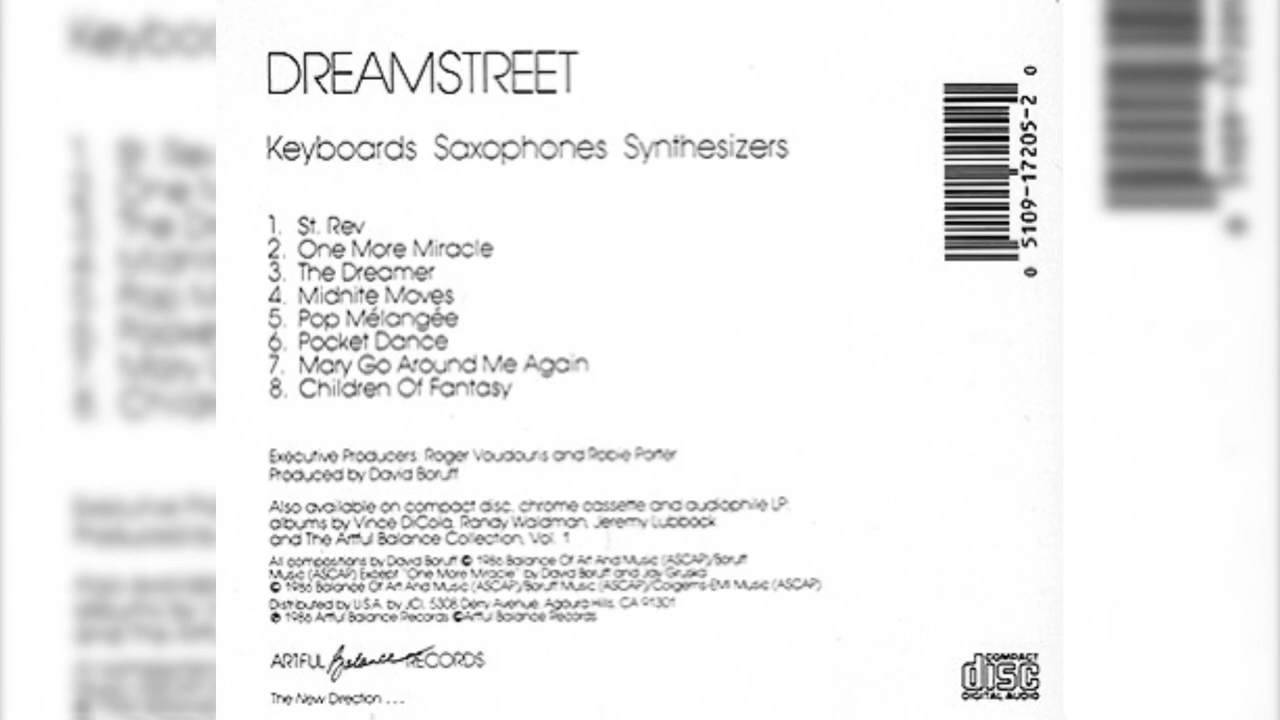 DREAMSTREET
Keyboards Saxophones Synthesizers
1. St. Rev
2. One More Miracle
3. The Dreamer
4. Midnite Moves
5. Pop Mélangée
6. Pocket Dance
7. Mary Go Around Me Again
8. Children Of Fantasy
Executive Producers: Roger Voudouris and Robie Porter
Produced by David Boruff
Also available on compact disc, chrome cassette and audiophile LP:
albums by Vince DiCola, Randy Waldman, Jeremy Lubbock
and The Artful Balance Collection, Vol. 1
All compositions by David Boruff © 1986 Balance Of Art And Music (ASCAP)/Boruff
Music (ASCAP) Except "One More Miracle" by David Boruff and Jay Gruska
© 1986 Balance Of Art And Music (ASCAP)/Boruff Music (ASCAP)/Colgems-EMI Music (ASCAP)
Distributed by U.S.A. by JCI, 5308 Derry Avenue, Agoura Hills, CA 91301
℗ 1986 Artful Balance Records ©Artful Balance Records
ARTFUL Balance RECORDS
The New Direction ...
0 5109-17205-2 0
COMPACT
disc
DIGITAL AUDIO